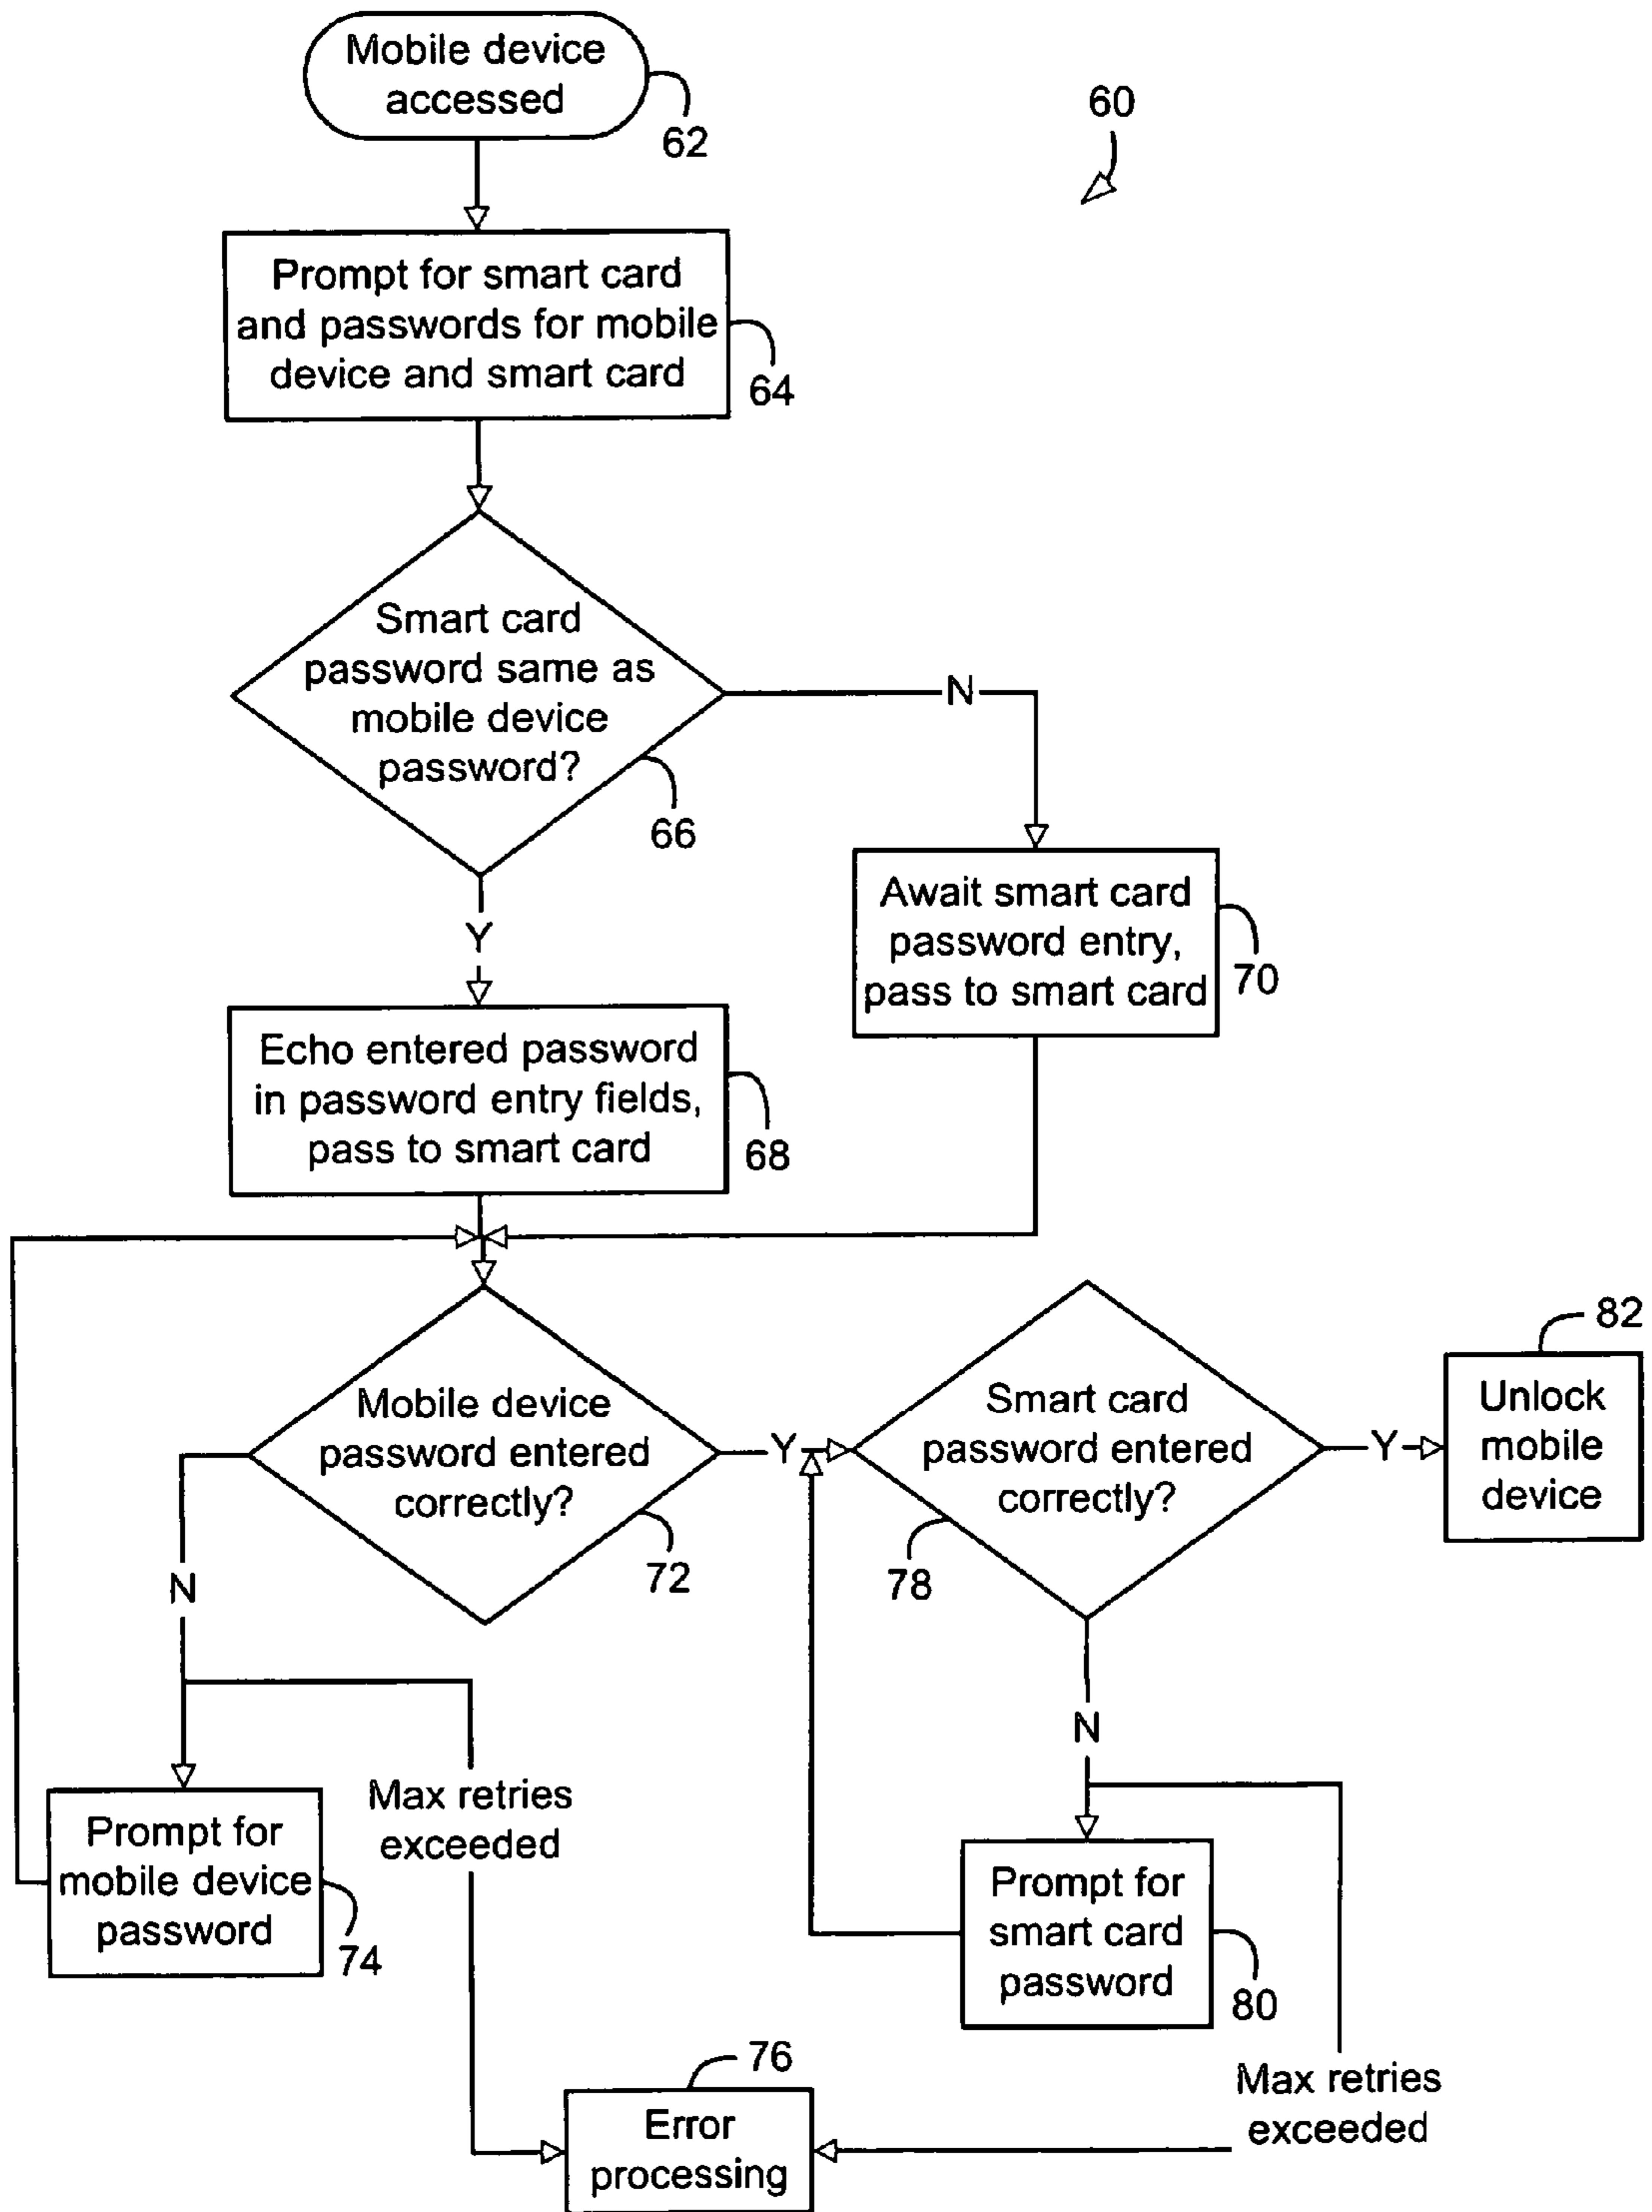 Mobile device
accessed
62
60
Prompt for smart card
and passwords for mobile
device and smart card
64
Smart card
password same as
mobile device
password?
66
N
Y
Await smart card
password entry,
pass to smart card
70
Echo entered password
in password entry fields,
pass to smart card
68
Mobile device
password entered
correctly?
72
Y
N
Smart card
password entered
correctly?
78
Y
N
82
Unlock
mobile
device
Prompt for
mobile device
password
74
Max retries
exceeded
Prompt for
smart card
password
80
Max retries
exceeded
76
Error
processing